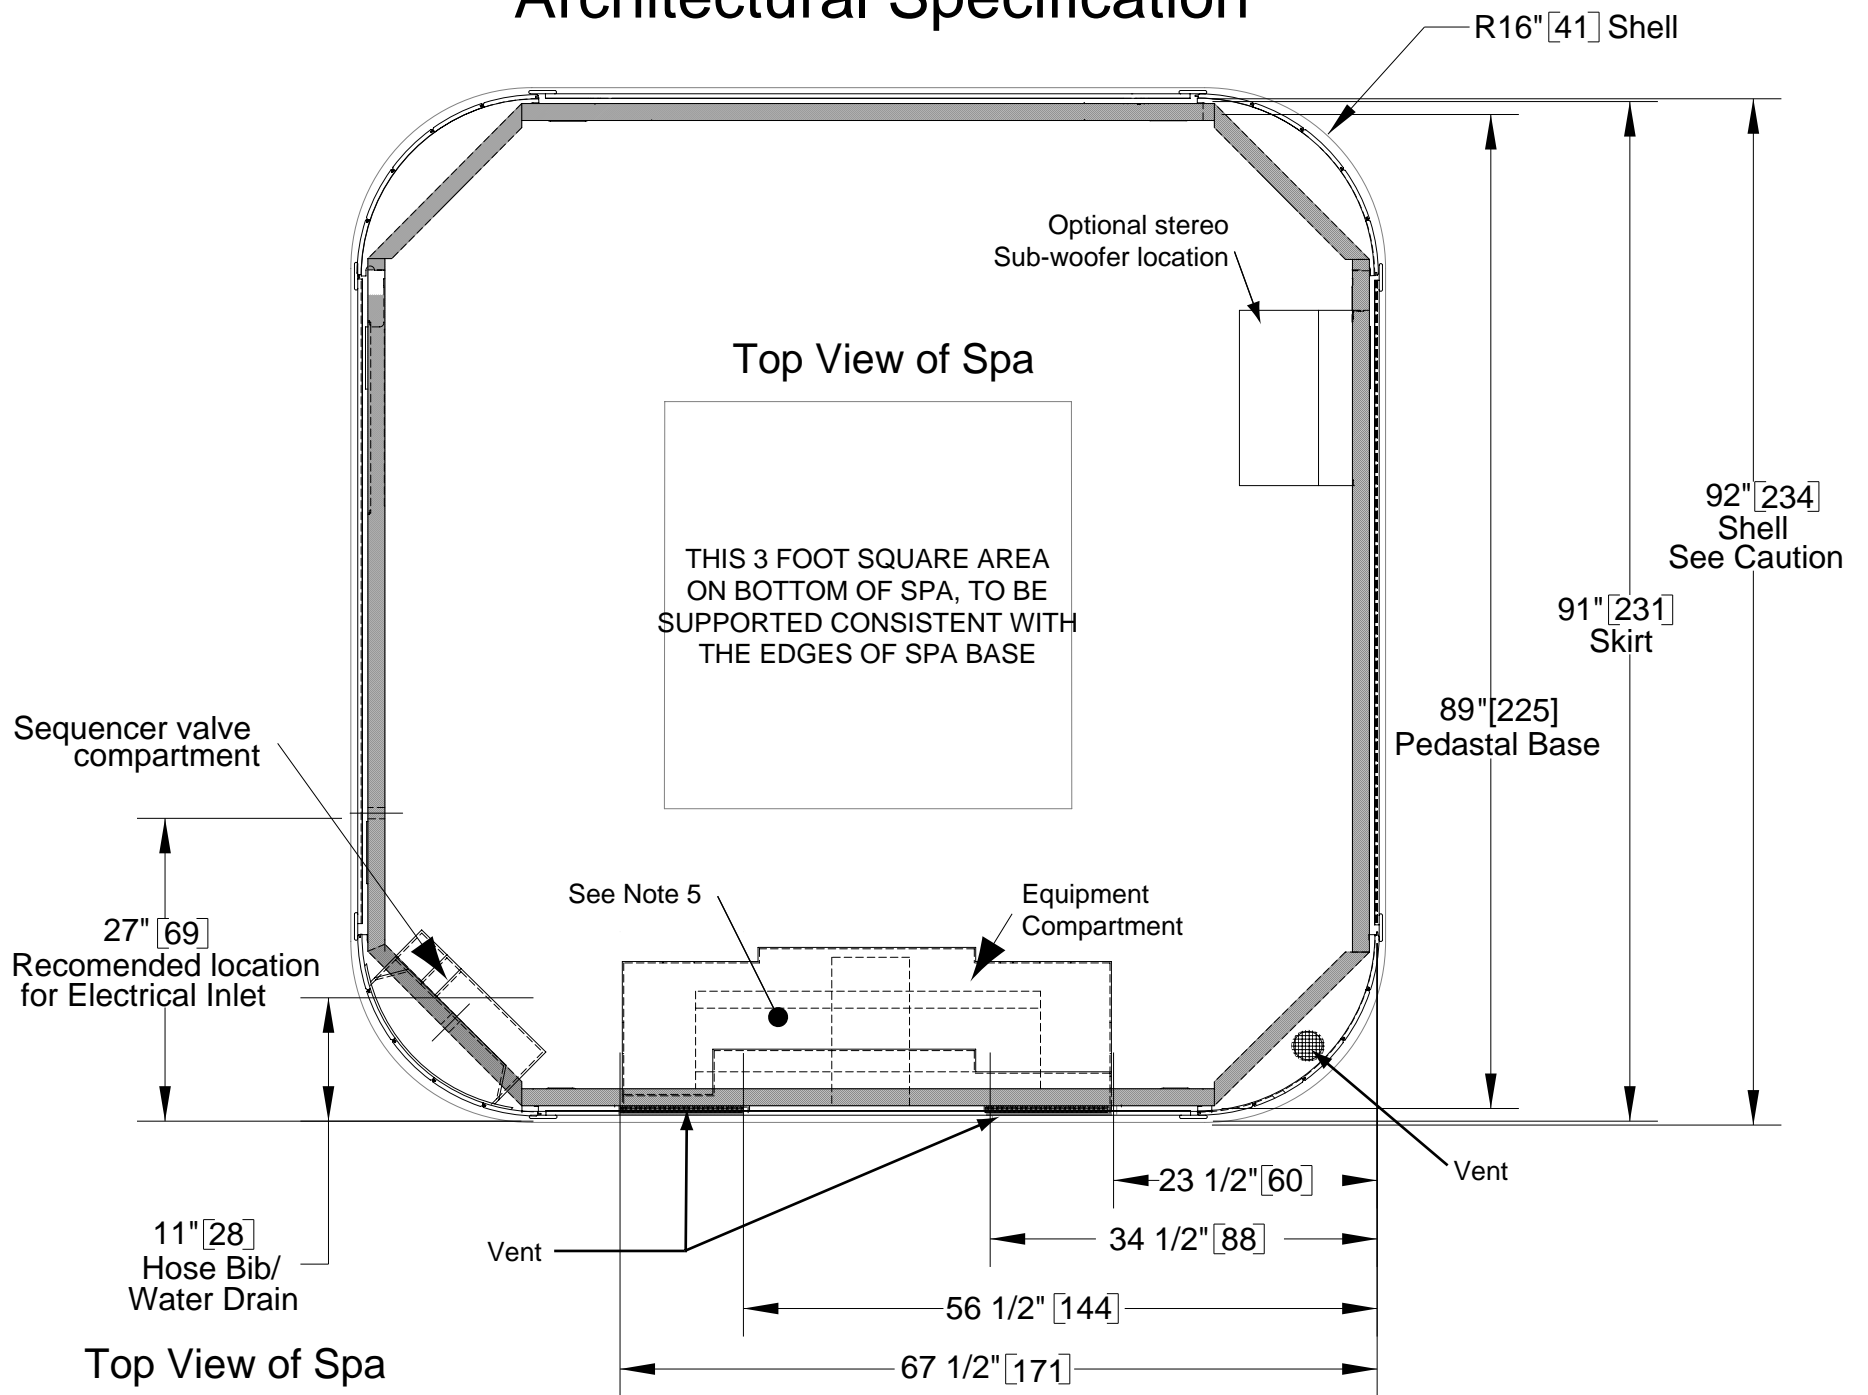 Architectural Specification
R16"[41] Shell
Optional stereo
Sub-woofer location
Top View of Spa
92"[234]
Shell
See Caution
THIS 3 FOOT SQUARE AREA
ON BOTTOM OF SPA, TO BE
SUPPORTED CONSISTENT WITH
THE EDGES OF SPA BASE
91"[231]
Skirt
89"[225]
Pedastal Base
Sequencer valve
compartment
See Note 5
Equipment
Compartment
27" [69]
Recomended location
for Electrical Inlet
Vent
23 1/2"[60]
11"[28]
Hose Bib/
Water Drain
34 1/2"[88]
Vent
56 1/2" [144]
Top View of Spa
67 1/2"[171]